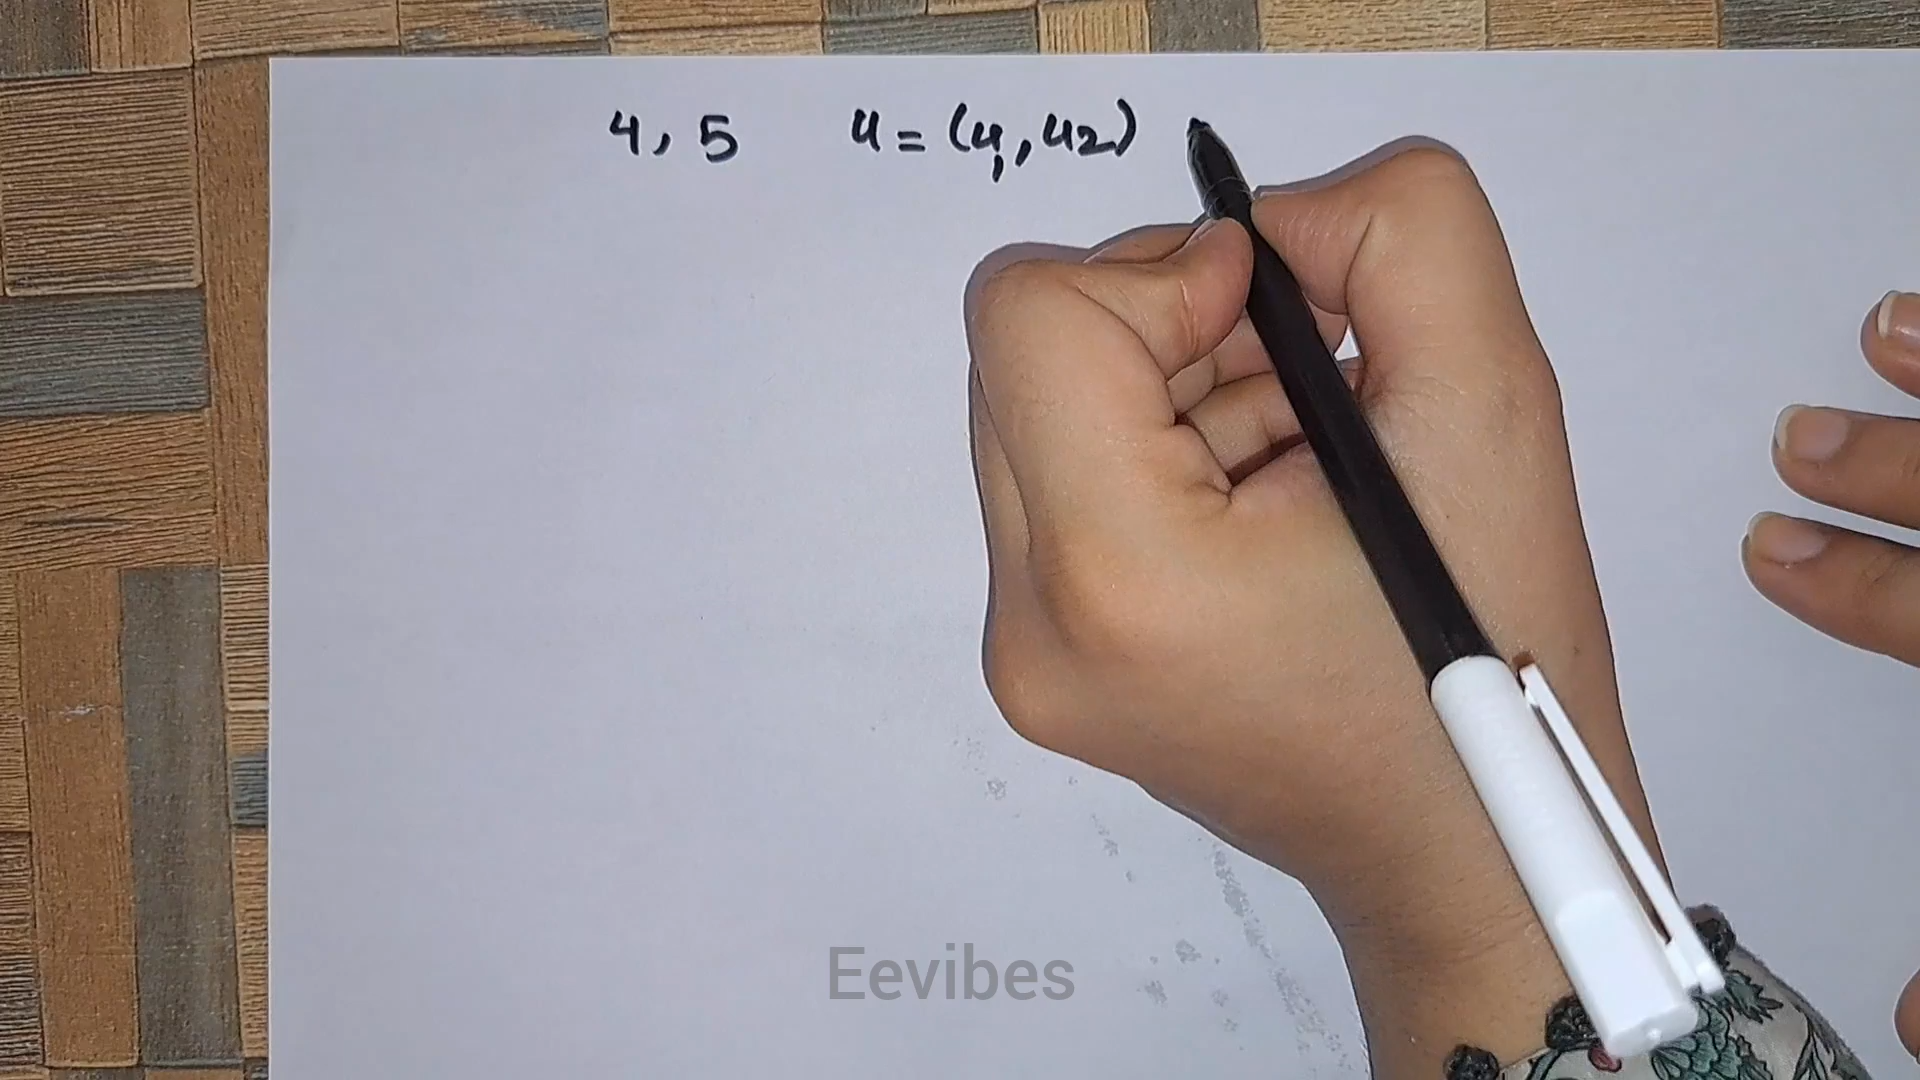 4, 5 u = (u₁, u₂)
Eevibes